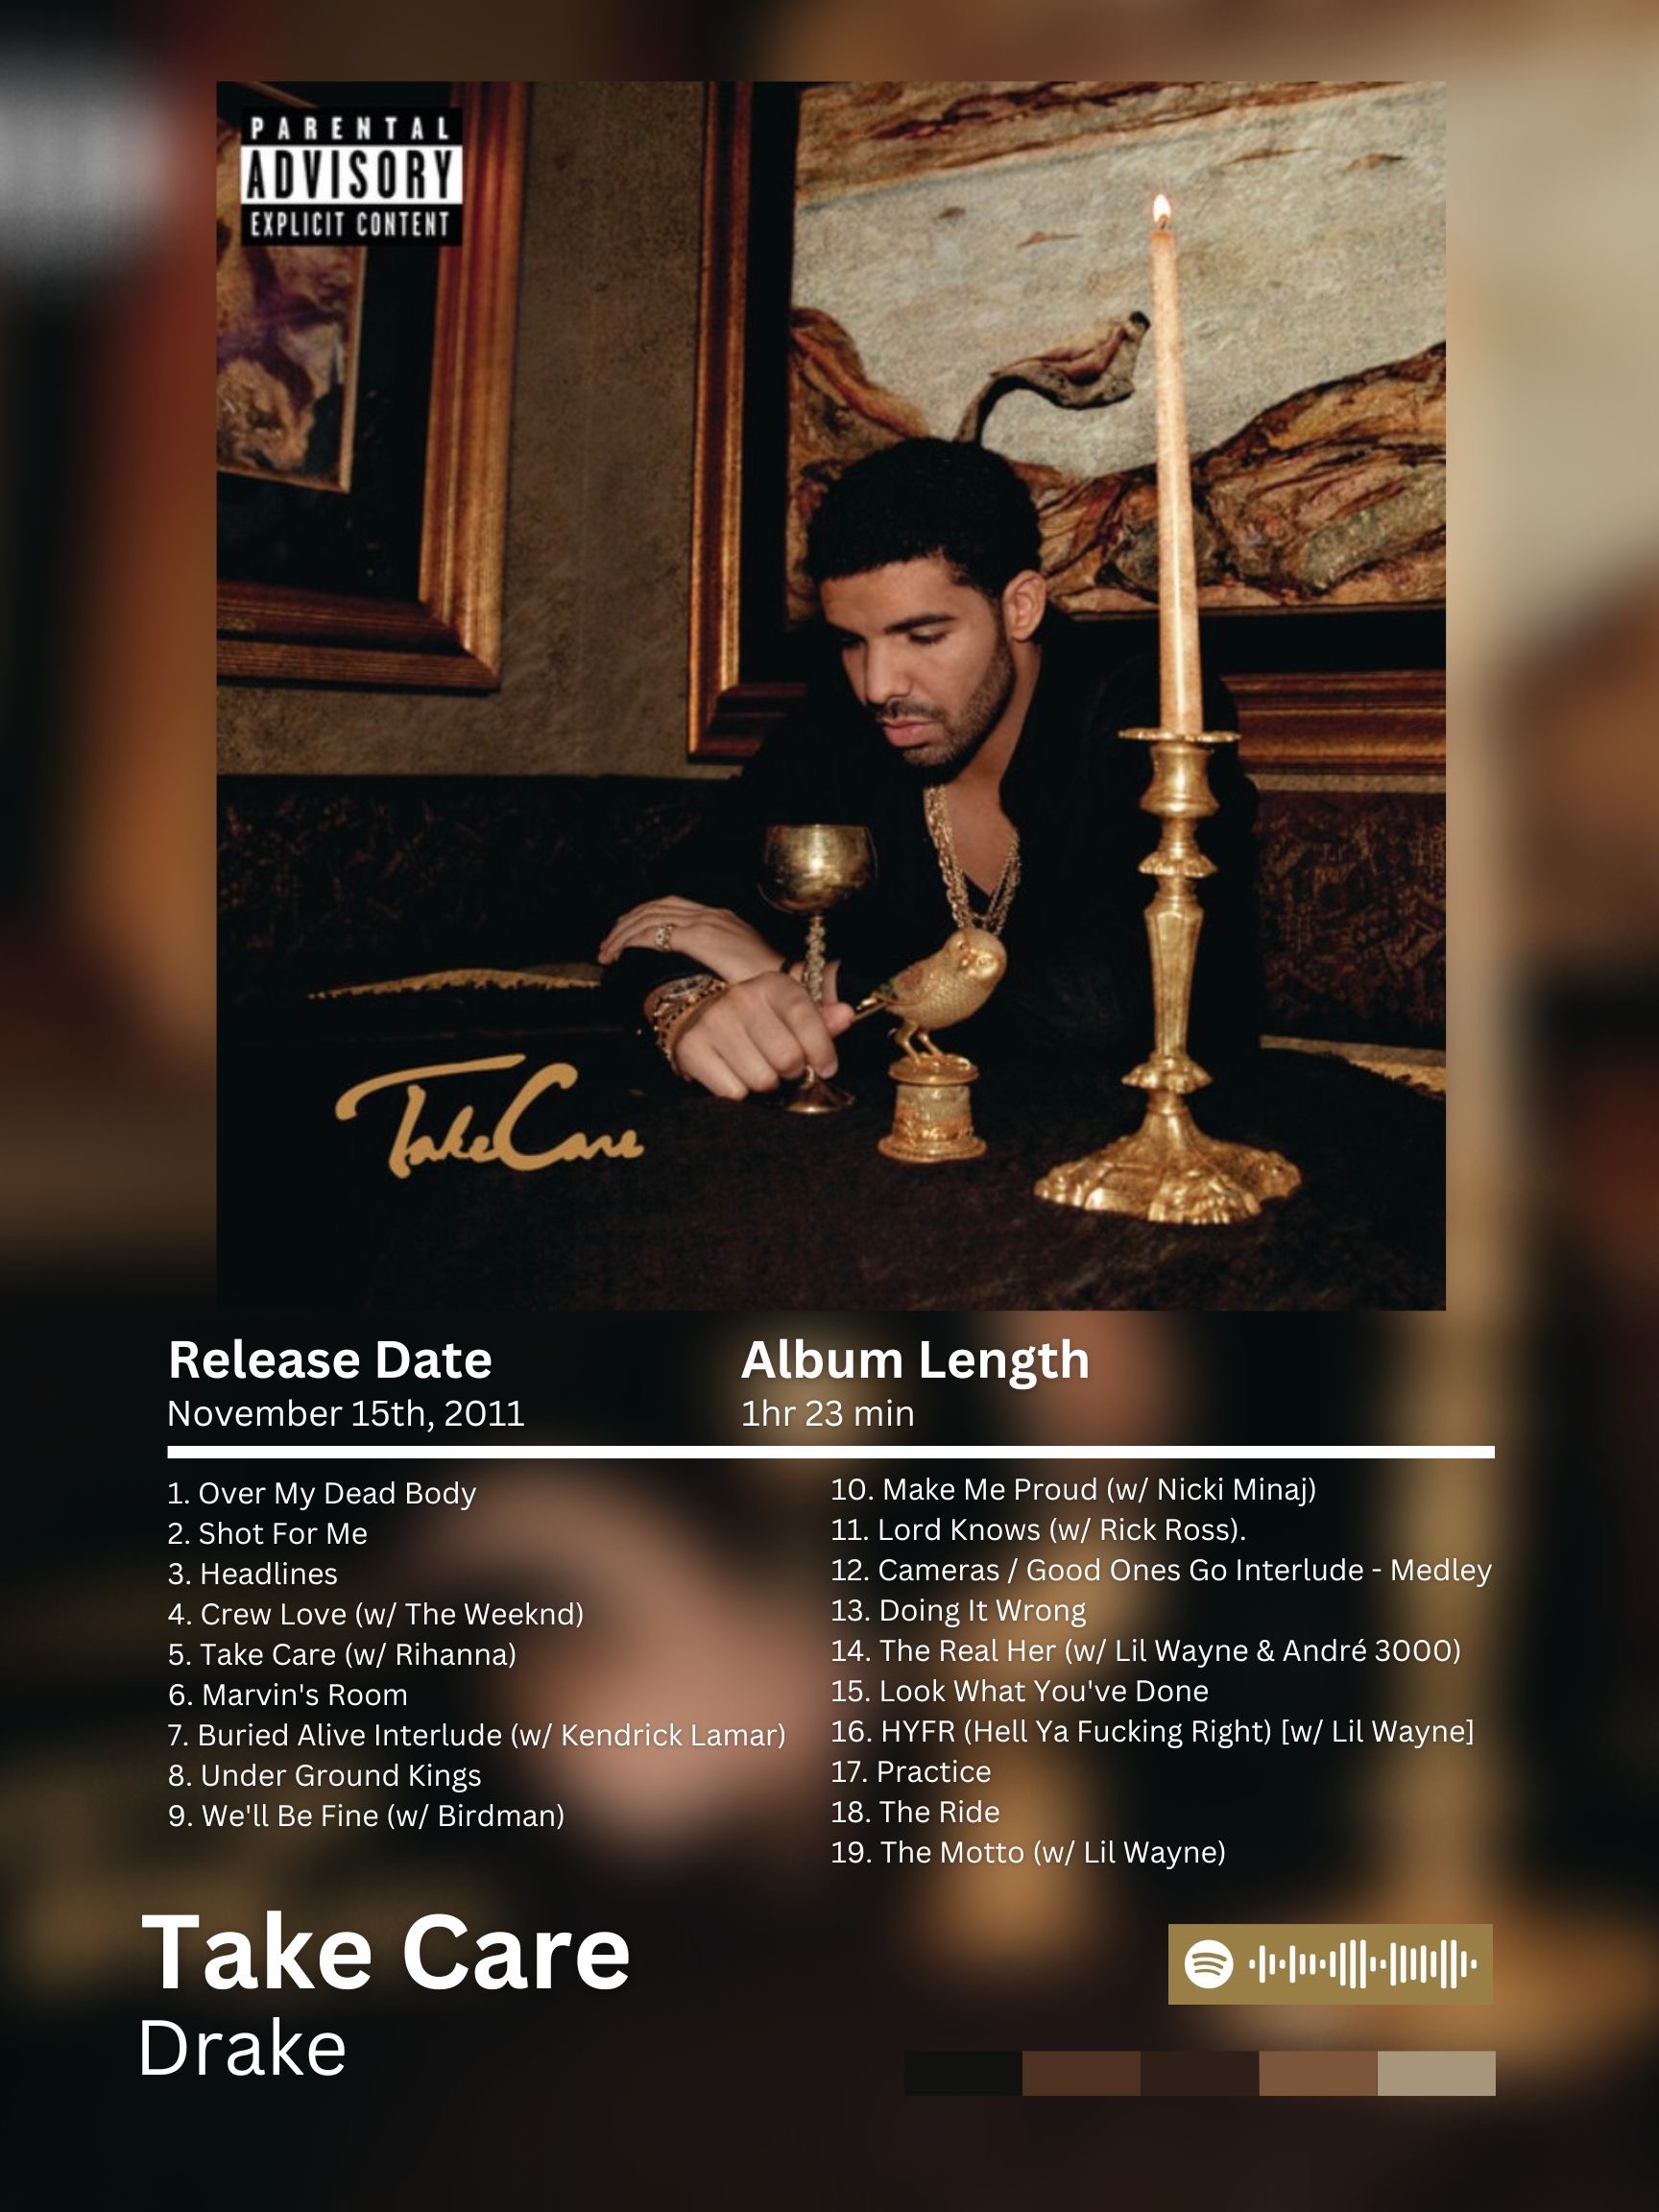 PARENTAL
ADVISORY
EXPLICIT CONTENT
Take Care
Release Date
November 15th, 2011
Album Length
1hr 23 min
1. Over My Dead Body
2. Shot For Me
3. Headlines
4. Crew Love (w/ The Weeknd)
5. Take Care (w/ Rihanna)
6. Marvin's Room
7. Buried Alive Interlude (w/ Kendrick Lamar)
8. Under Ground Kings
9. We'll Be Fine (w/ Birdman)
10. Make Me Proud (w/ Nicki Minaj)
11. Lord Knows (w/ Rick Ross).
12. Cameras / Good Ones Go Interlude - Medley
13. Doing It Wrong
14. The Real Her (w/ Lil Wayne & André 3000)
15. Look What You've Done
16. HYFR (Hell Ya Fucking Right) [w/ Lil Wayne]
17. Practice
18. The Ride
19. The Motto (w/ Lil Wayne)
Take Care
Drake